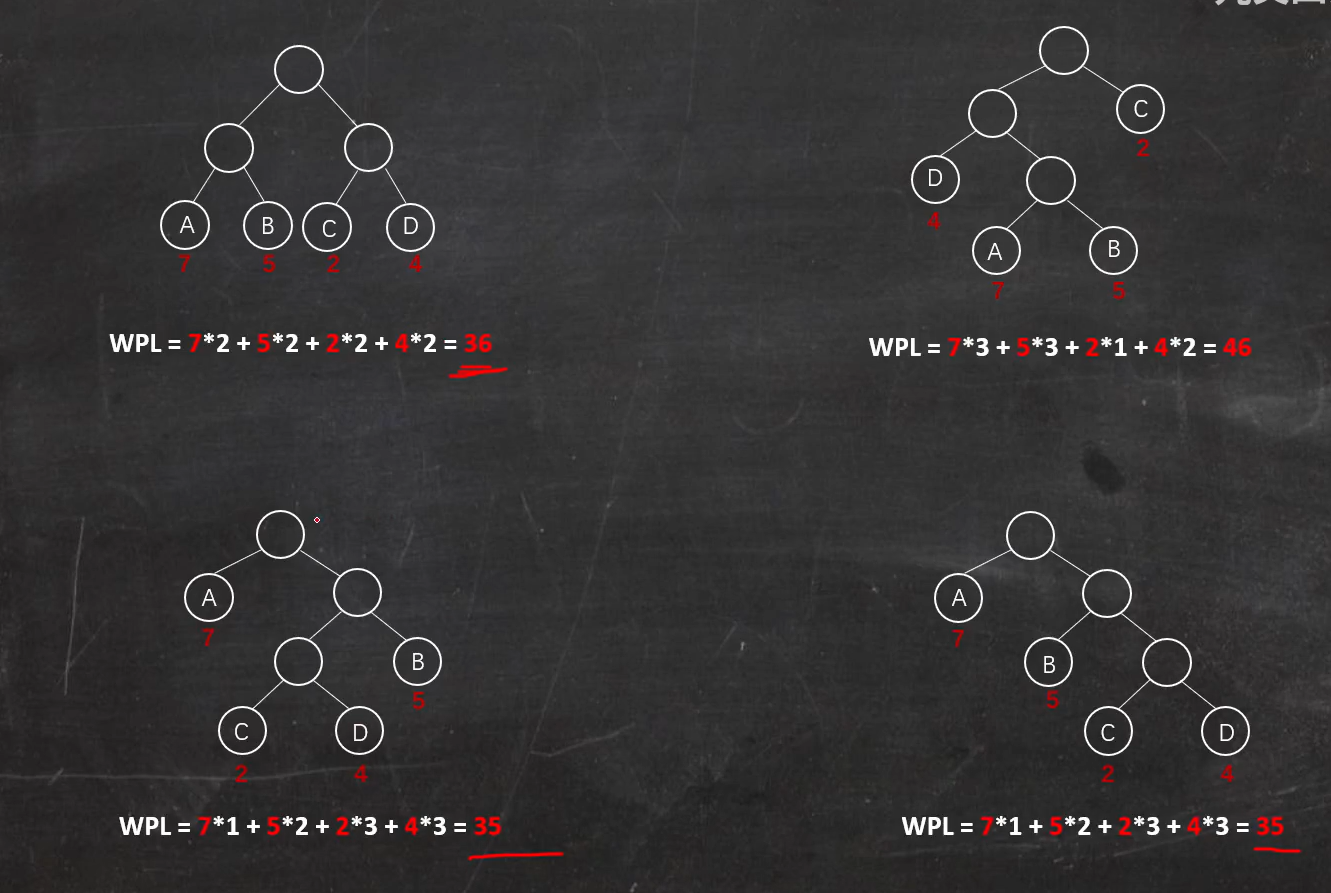 A B C D
7 5 2 4
WPL = 7*2 + 5*2 + 2*2 + 4*2 = 36
C
2
D
4
A B
7 5
WPL = 7*3 + 5*3 + 2*1 + 4*2 = 46
A
7
B
5
C D
2 4
WPL = 7*1 + 5*2 + 2*3 + 4*3 = 35
A
7
B
5
C D
2 4
WPL = 7*1 + 5*2 + 2*3 + 4*3 = 35